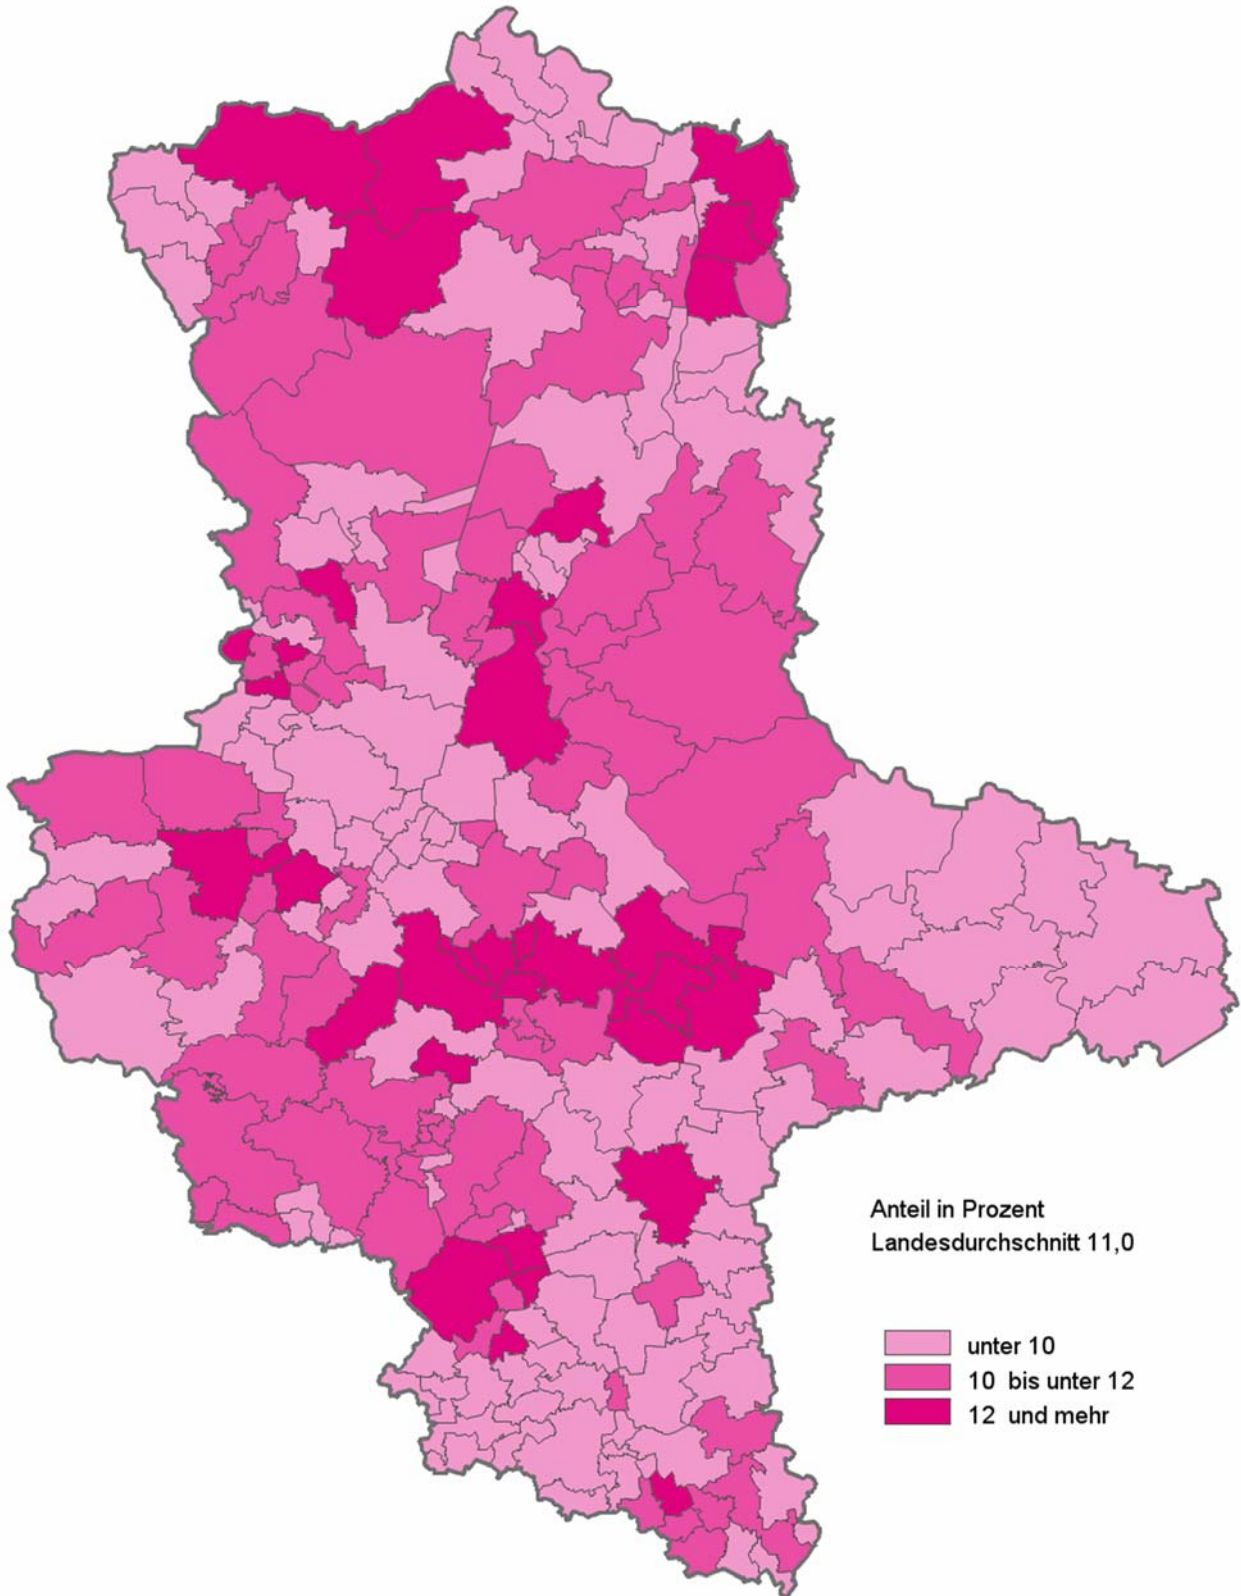 Anteil in Prozent
Landesdurchschnitt 11,0
unter 10
10 bis unter 12
12 und mehr